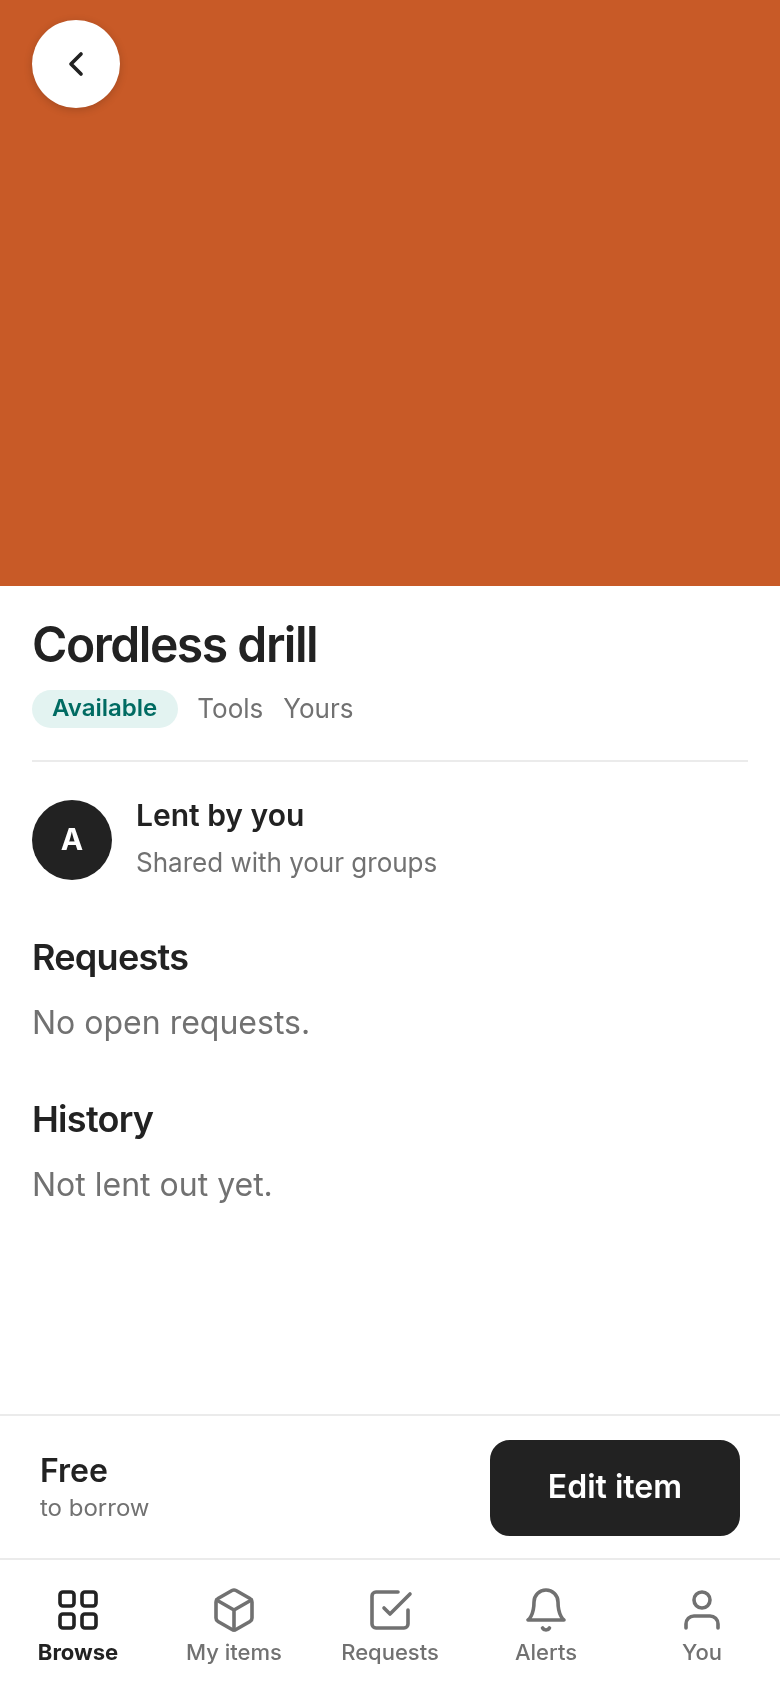 Cordless drill
Available Tools Yours
A
Lent by you
Shared with your groups
Requests
No open requests.
History
Not lent out yet.
Free
to borrow
Edit item
Browse My items Requests Alerts You